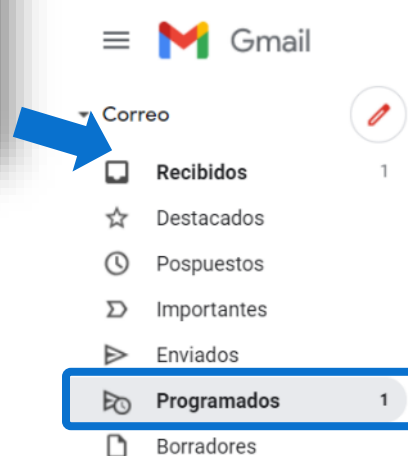 Gmail
Correo
Recibidos 1
Destacados
Pospuestos
Importantes
Enviados
Programados 1
Borradores